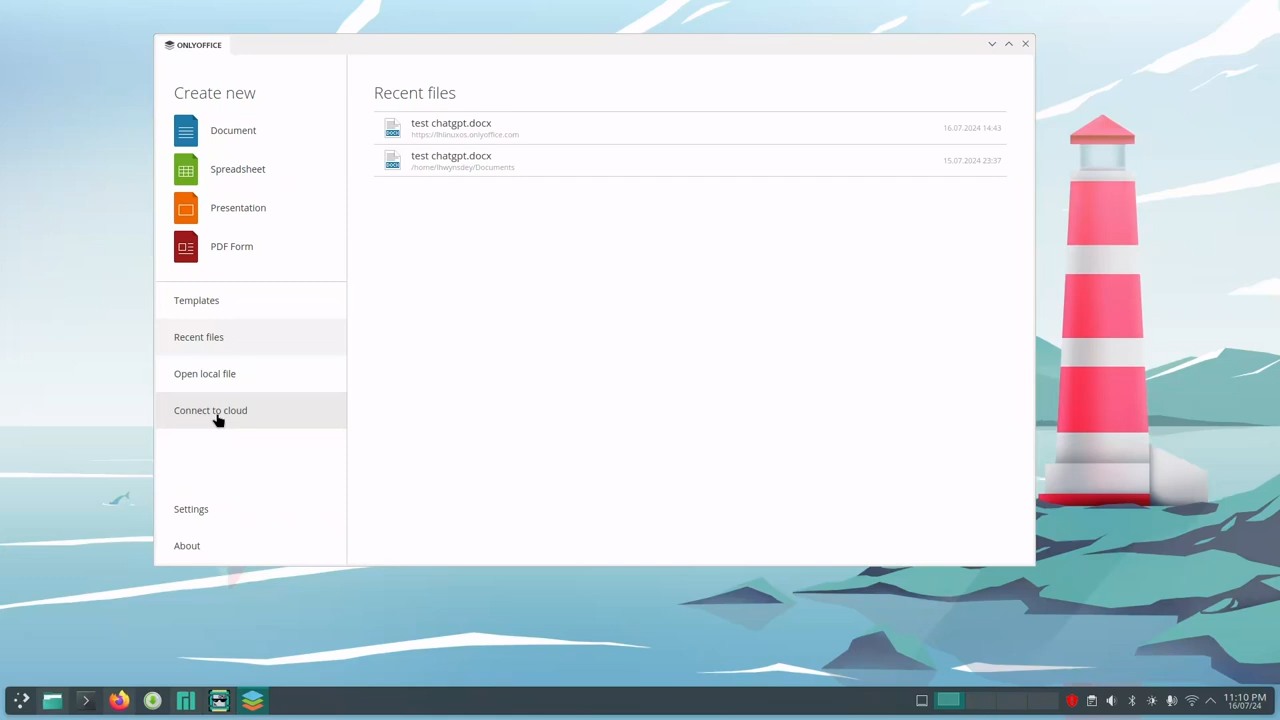 ONLYOFFICE
Create new
Document
Spreadsheet
Presentation
PDF Form
Templates
Recent files
Open local file
Connect to cloud
Settings
About
Recent files
DOCX
test chatgpt.docx
https://lhlinuxos.onlyoffice.com
16.07.2024 14:43
DOCX
test chatgpt.docx
/home/lhwynsdey/Documents
15.07.2024 23:37
11:10 PM
16/07/24